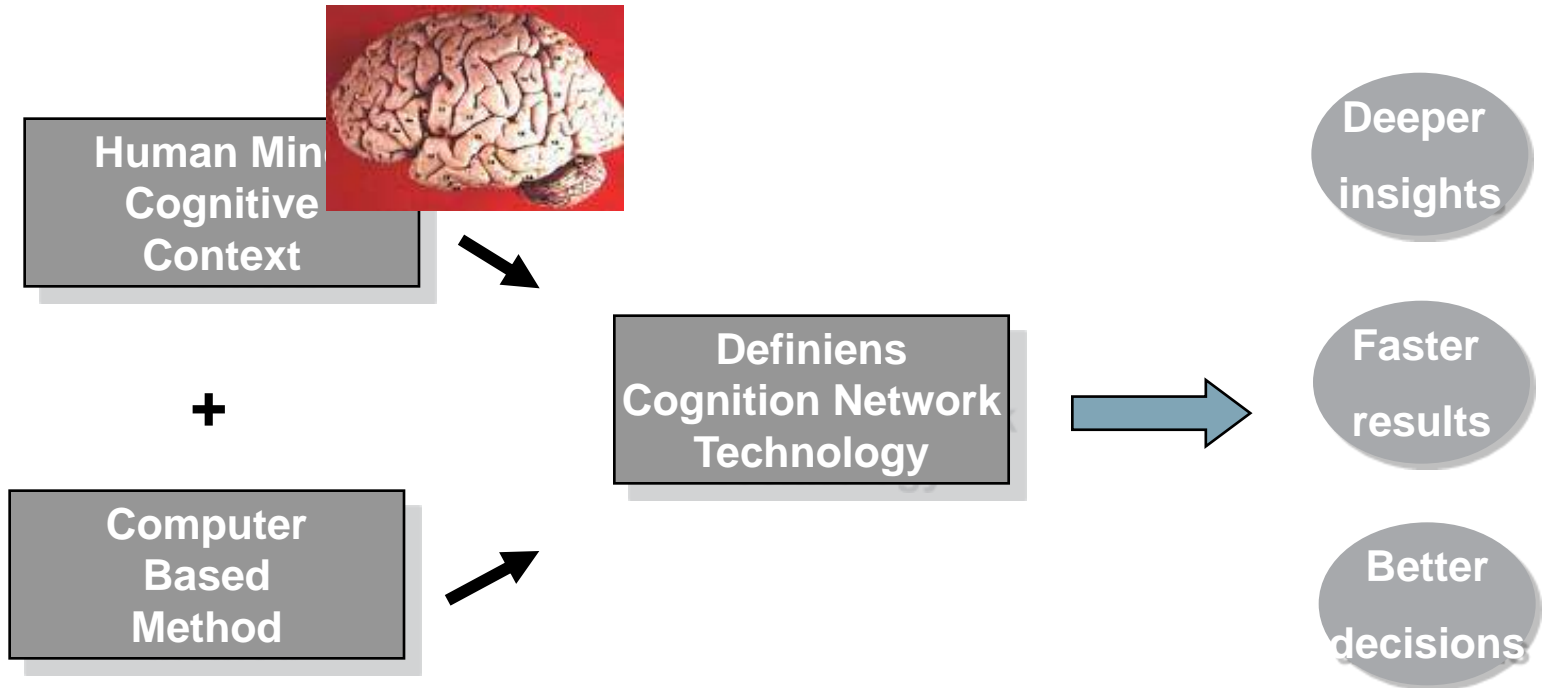 Human Min
Cognitive
Context
+
Computer
Based
Method
Definiens
Cognition Network
Technology
Deeper
insights
Faster
results
Better
decisions